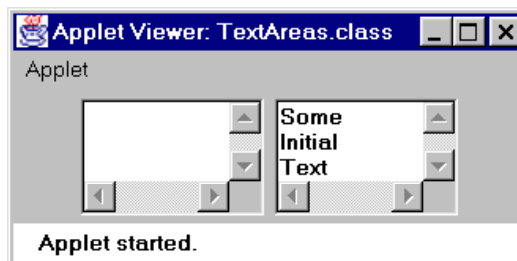 Applet Viewer: TextAreas.class
Applet
Some
Initial
Text
Applet started.